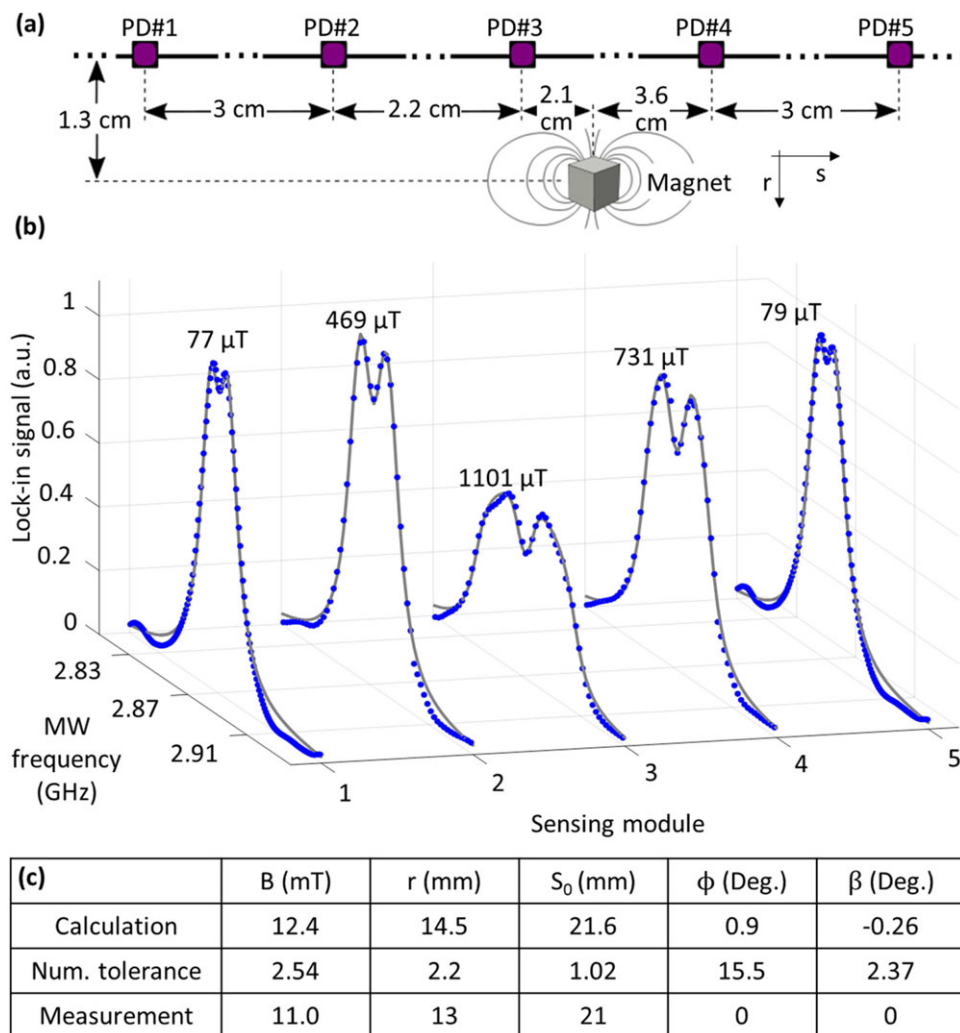 (a)
PD#1 PD#2 PD#3 PD#4 PD#5
1.3 cm
3 cm
2.2 cm
2.1 cm
3.6 cm
3 cm
Magnet
r
s
(b)
Lock-in signal (a.u.)
1
0.8
0.6
0.4
0.2
0
77 µT
469 µT
1101 µT
731 µT
79 µT
2.83
2.87
2.91
MW
frequency
(GHz)
1
2
3
4
5
Sensing module
(c) B (mT) r (mm) S₀ (mm) ϕ (Deg.) β (Deg.)
Calculation 12.4 14.5 21.6 0.9 -0.26
Num. tolerance 2.54 2.2 1.02 15.5 2.37
Measurement 11.0 13 21 0 0